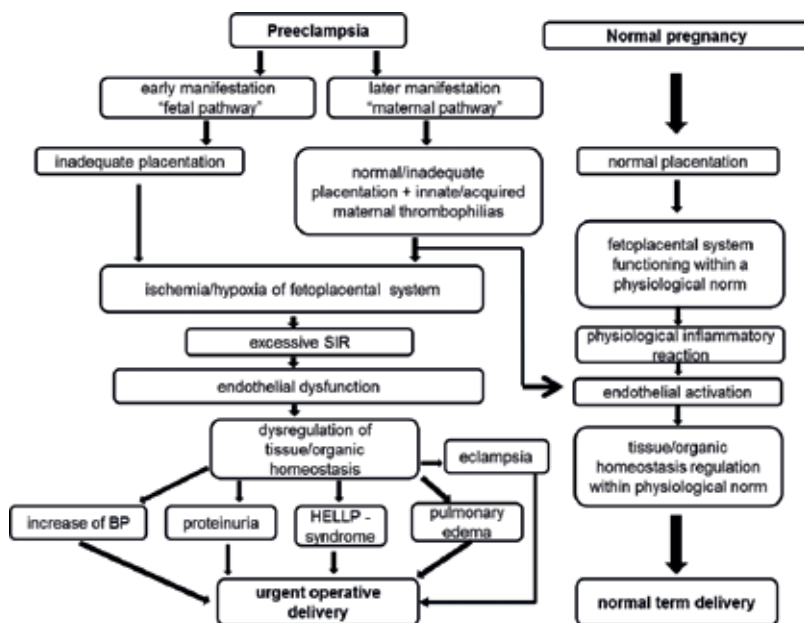 Preeclampsia
early manifestation
"fetal pathway"
later manifestation
"maternal pathway"
inadequate placentation
normal/inadequate
placentation + innate/acquired
maternal thrombophilias
ischemia/hypoxia of fetoplacental system
excessive SIR
endothelial dysfunction
dysregulation of
tissue/organic
homeostasis
eclampsia
increase of BP
proteinuria
HELLP -
syndrome
pulmonary
edema
urgent operative
delivery
Normal pregnancy
normal placentation
fetoplacental system
functioning within a
physiological norm
physiological inflammatory
reaction
endothelial activation
tissue/organic
homeostasis regulation
within physiological norm
normal term delivery